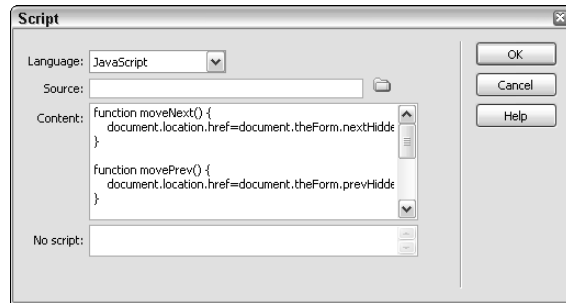 Script
Language: JavaScript
Source:
Content: function moveNext() {
document.location.href=document.theForm.nextHidde
}
function movePrev() {
document.location.href=document.theForm.prevHidde
}
No script:
OK
Cancel
Help